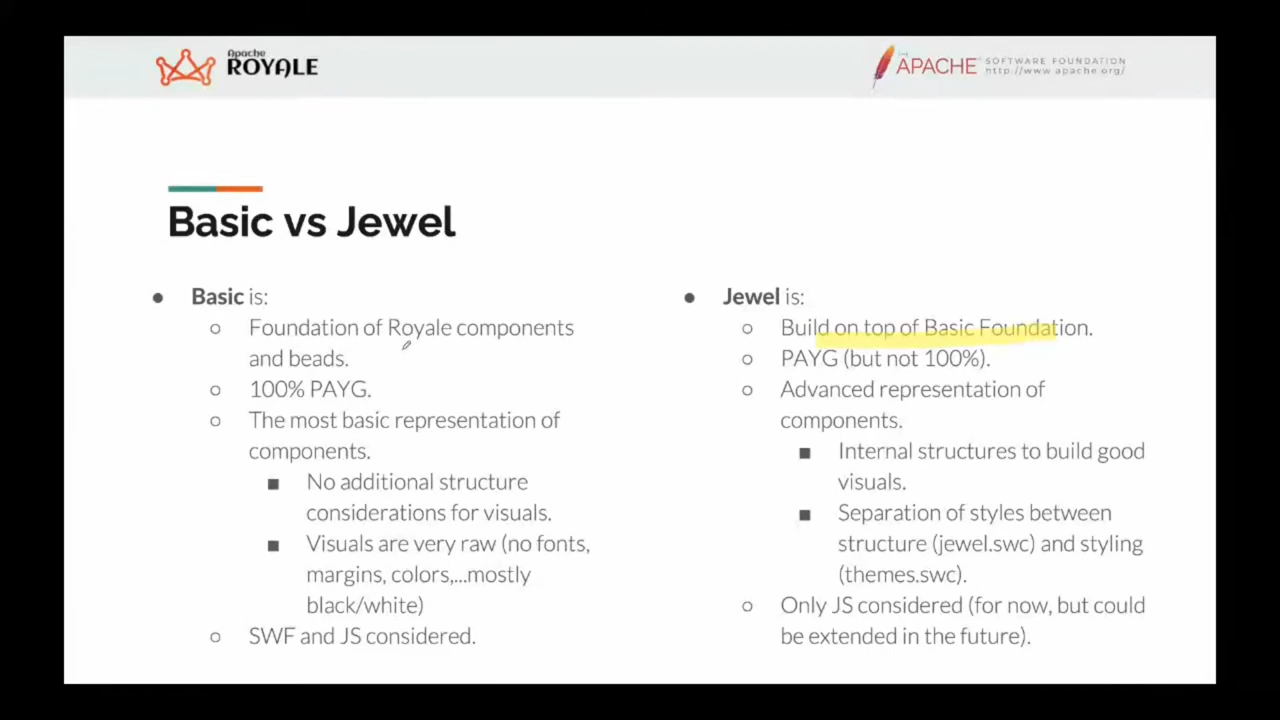 Apache
ROYALE
THE
APACHE® SOFTWARE FOUNDATION
http://www.apache.org/
Basic vs Jewel
● Basic is:
○ Foundation of Royale components
and beads.
○ 100% PAYG.
○ The most basic representation of
components.
■ No additional structure
considerations for visuals.
■ Visuals are very raw (no fonts,
margins, colors,...mostly
black/white)
○ SWF and JS considered.
● Jewel is:
○ Build on top of Basic Foundation.
○ PAYG (but not 100%).
○ Advanced representation of
components.
■ Internal structures to build good
visuals.
■ Separation of styles between
structure (jewel.swc) and styling
(themes.swc).
○ Only JS considered (for now, but could
be extended in the future).